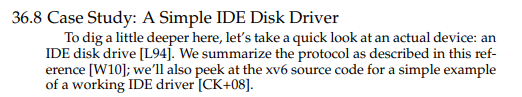 36.8 Case Study: A Simple IDE Disk Driver
To dig a little deeper here, let's take a quick look at an actual device: an
IDE disk drive [L94]. We summarize the protocol as described in this ref-
erence [W10]; we'll also peek at the xv6 source code for a simple example
of a working IDE driver [CK+08].